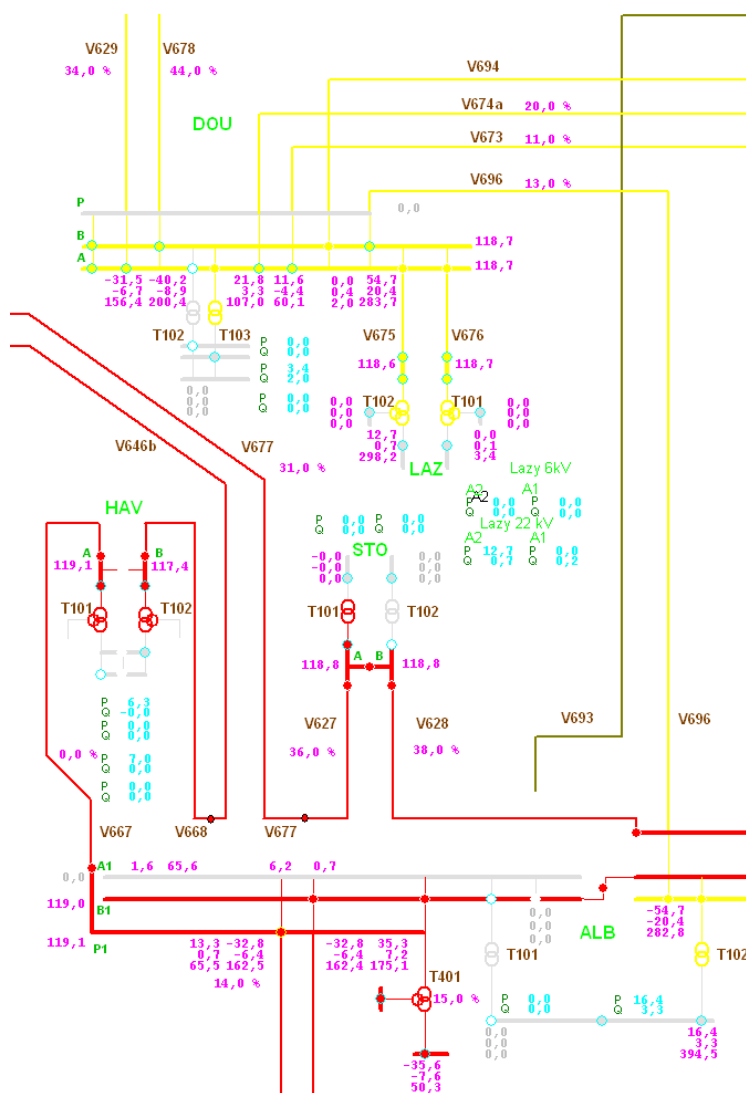 V629 V678
34,0 % 44,0 %
V694
V674a 20,0 %
DOU
V673 11,0 %
V696 13,0 %
P 0,0
B 118,7
A 118,7
-31,5 -40,2 21,8 11,6 0,0 54,7
-6,7 -8,9 3,3 -4,4 0,4 20,4
156,4 200,4 107,0 60,1 2,0 283,7
T102 T103 V675 V676
P 0,0
Q 0,0
118,6 118,7
P 3,4
Q 2,0
0,0 P 0,0
0,0 Q 0,0
0,0
0,0 T102 T101 0,0
0,0 0,0
0,0 0,0
12,7 0,0
0,7 0,1
298,2 3,4
V646b V677
31,0 %
LAZ Lazy 6kV
A2 A1
A2
P 0,0 P 0,0
Q 0,0 Q 0,0
HAV
P 0,0 P 0,0
Q 0,0 Q 0,0
Lazy 22 kV
A2 A1
STO
P 12,7 P 0,0
Q 0,7 Q 0,2
A B
119,1 117,4
-0,0 0,0
-0,0 0,0
0,0 0,0
T101 T102 T101 T102
A B
118,8 118,8
P 6,3
Q -0,0
P 0,0
Q 0,0
V627 V628 V693 V696
0,0 % 36,0 % 38,0 %
P 7,0
Q 0,0
P 0,0
Q 0,0
V667 V668 V677
A1 1,6 65,6 6,2 0,7
0,0
119,0 B1
119,1 P1
13,3 -32,8 -32,8 35,3
0,7 -6,4 -6,4 7,2
65,5 162,5 162,4 175,1
14,0 %
0,0
0,0
0,0
ALB
-54,7
-20,4
282,8
T401 T101 T102
15,0 %
P 0,0 P 16,4
Q 0,0 Q 3,3
0,0 16,4
0,0 3,3
0,0 394,5
-35,6
-7,6
50,3